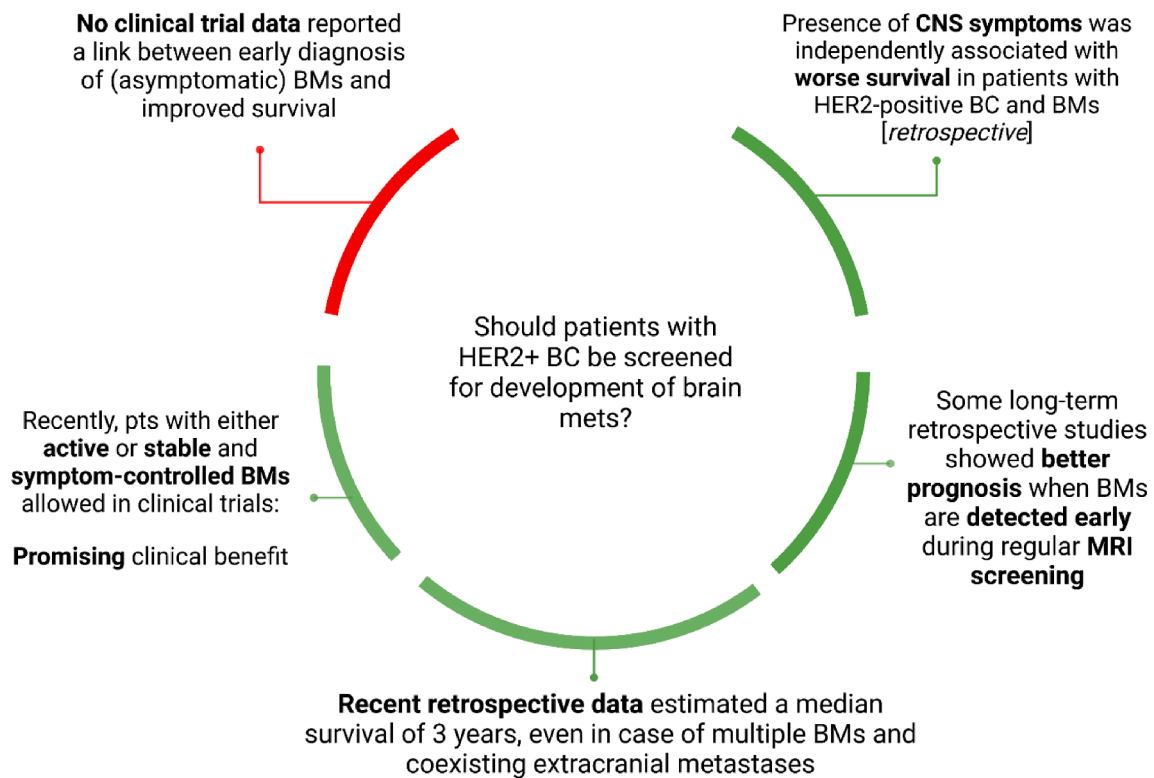 No clinical trial data reported
a link between early diagnosis
of (asymptomatic) BMs and
improved survival
Presence of CNS symptoms was
independently associated with
worse survival in patients with
HER2-positive BC and BMs
[retrospective]
Should patients with
HER2+ BC be screened
for development of brain
mets?
Recently, pts with either
active or stable and
symptom-controlled BMs
allowed in clinical trials:
Promising clinical benefit
Some long-term
retrospective studies
showed better
prognosis when BMs
are detected early
during regular MRI
screening
Recent retrospective data estimated a median
survival of 3 years, even in case of multiple BMs and
coexisting extracranial metastases